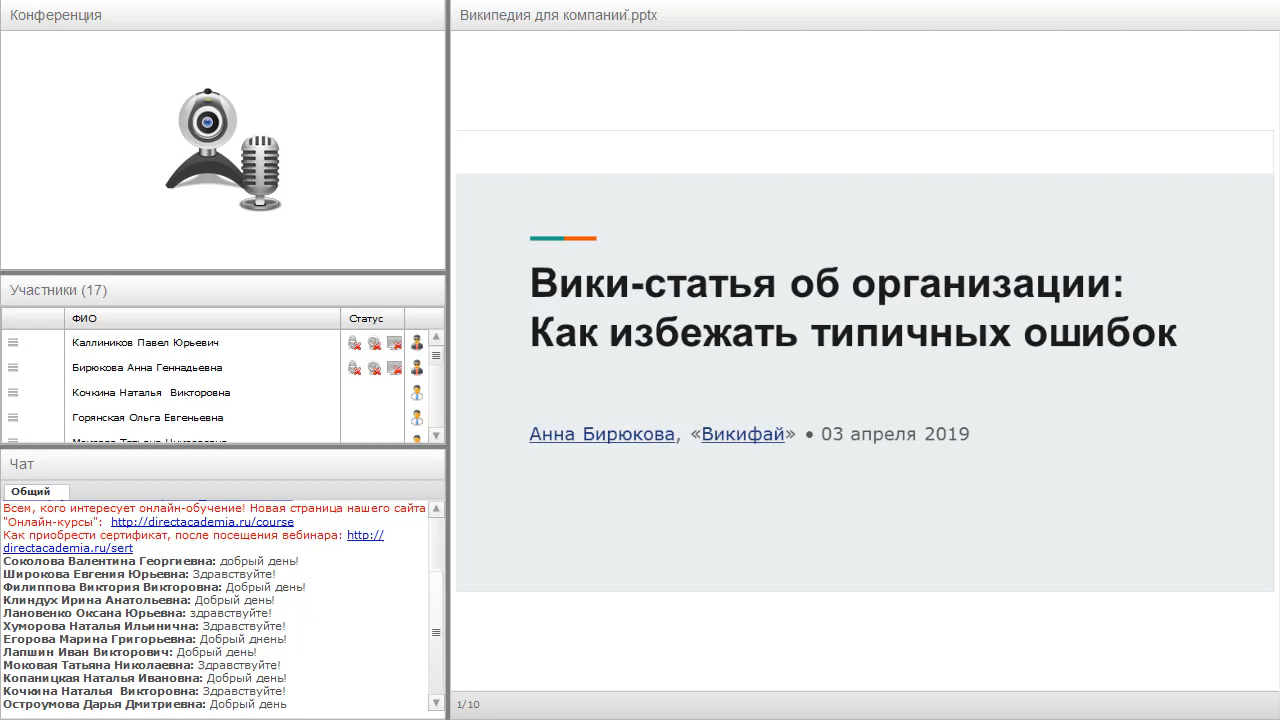 Конференция
Википедия для компаний.pptx
Вики-статья об организации:
Как избежать типичных ошибок
Анна Бирюкова, «Викифай» • 03 апреля 2019
1/10
Участники (17)
ФИО Статус
Каллиников Павел Юрьевич
Бирюкова Анна Геннадьевна
Кочкина Наталья Викторовна
Горянская Ольга Евгеньевна
Моковая Татьяна Николаевна
Чат
Общий
Всем, кого интересует онлайн-обучение! Новая страница нашего сайта
"Онлайн-курсы": http://directacademia.ru/course
Как приобрести сертификат, после посещения вебинара: http://
directacademia.ru/sert
Соколова Валентина Георгиевна: добрый день!
Широкова Евгения Юрьевна: Здравствуйте!
Филиппова Виктория Викторовна: Добрый день!
Клиндух Ирина Анатольевна: Добрый день!
Лановенко Оксана Юрьевна: здравствуйте!
Хуморова Наталья Ильинична: Здравствуйте!
Егорова Марина Григорьевна: Добрый днень!
Лапшин Иван Викторович: Добрый день!
Моковая Татьяна Николаевна: Здравствуйте!
Копаницкая Наталья Ивановна: Добрый день!
Кочкина Наталья Викторовна: Здравствуйте!
Остроумова Дарья Дмитриевна: Добрый день